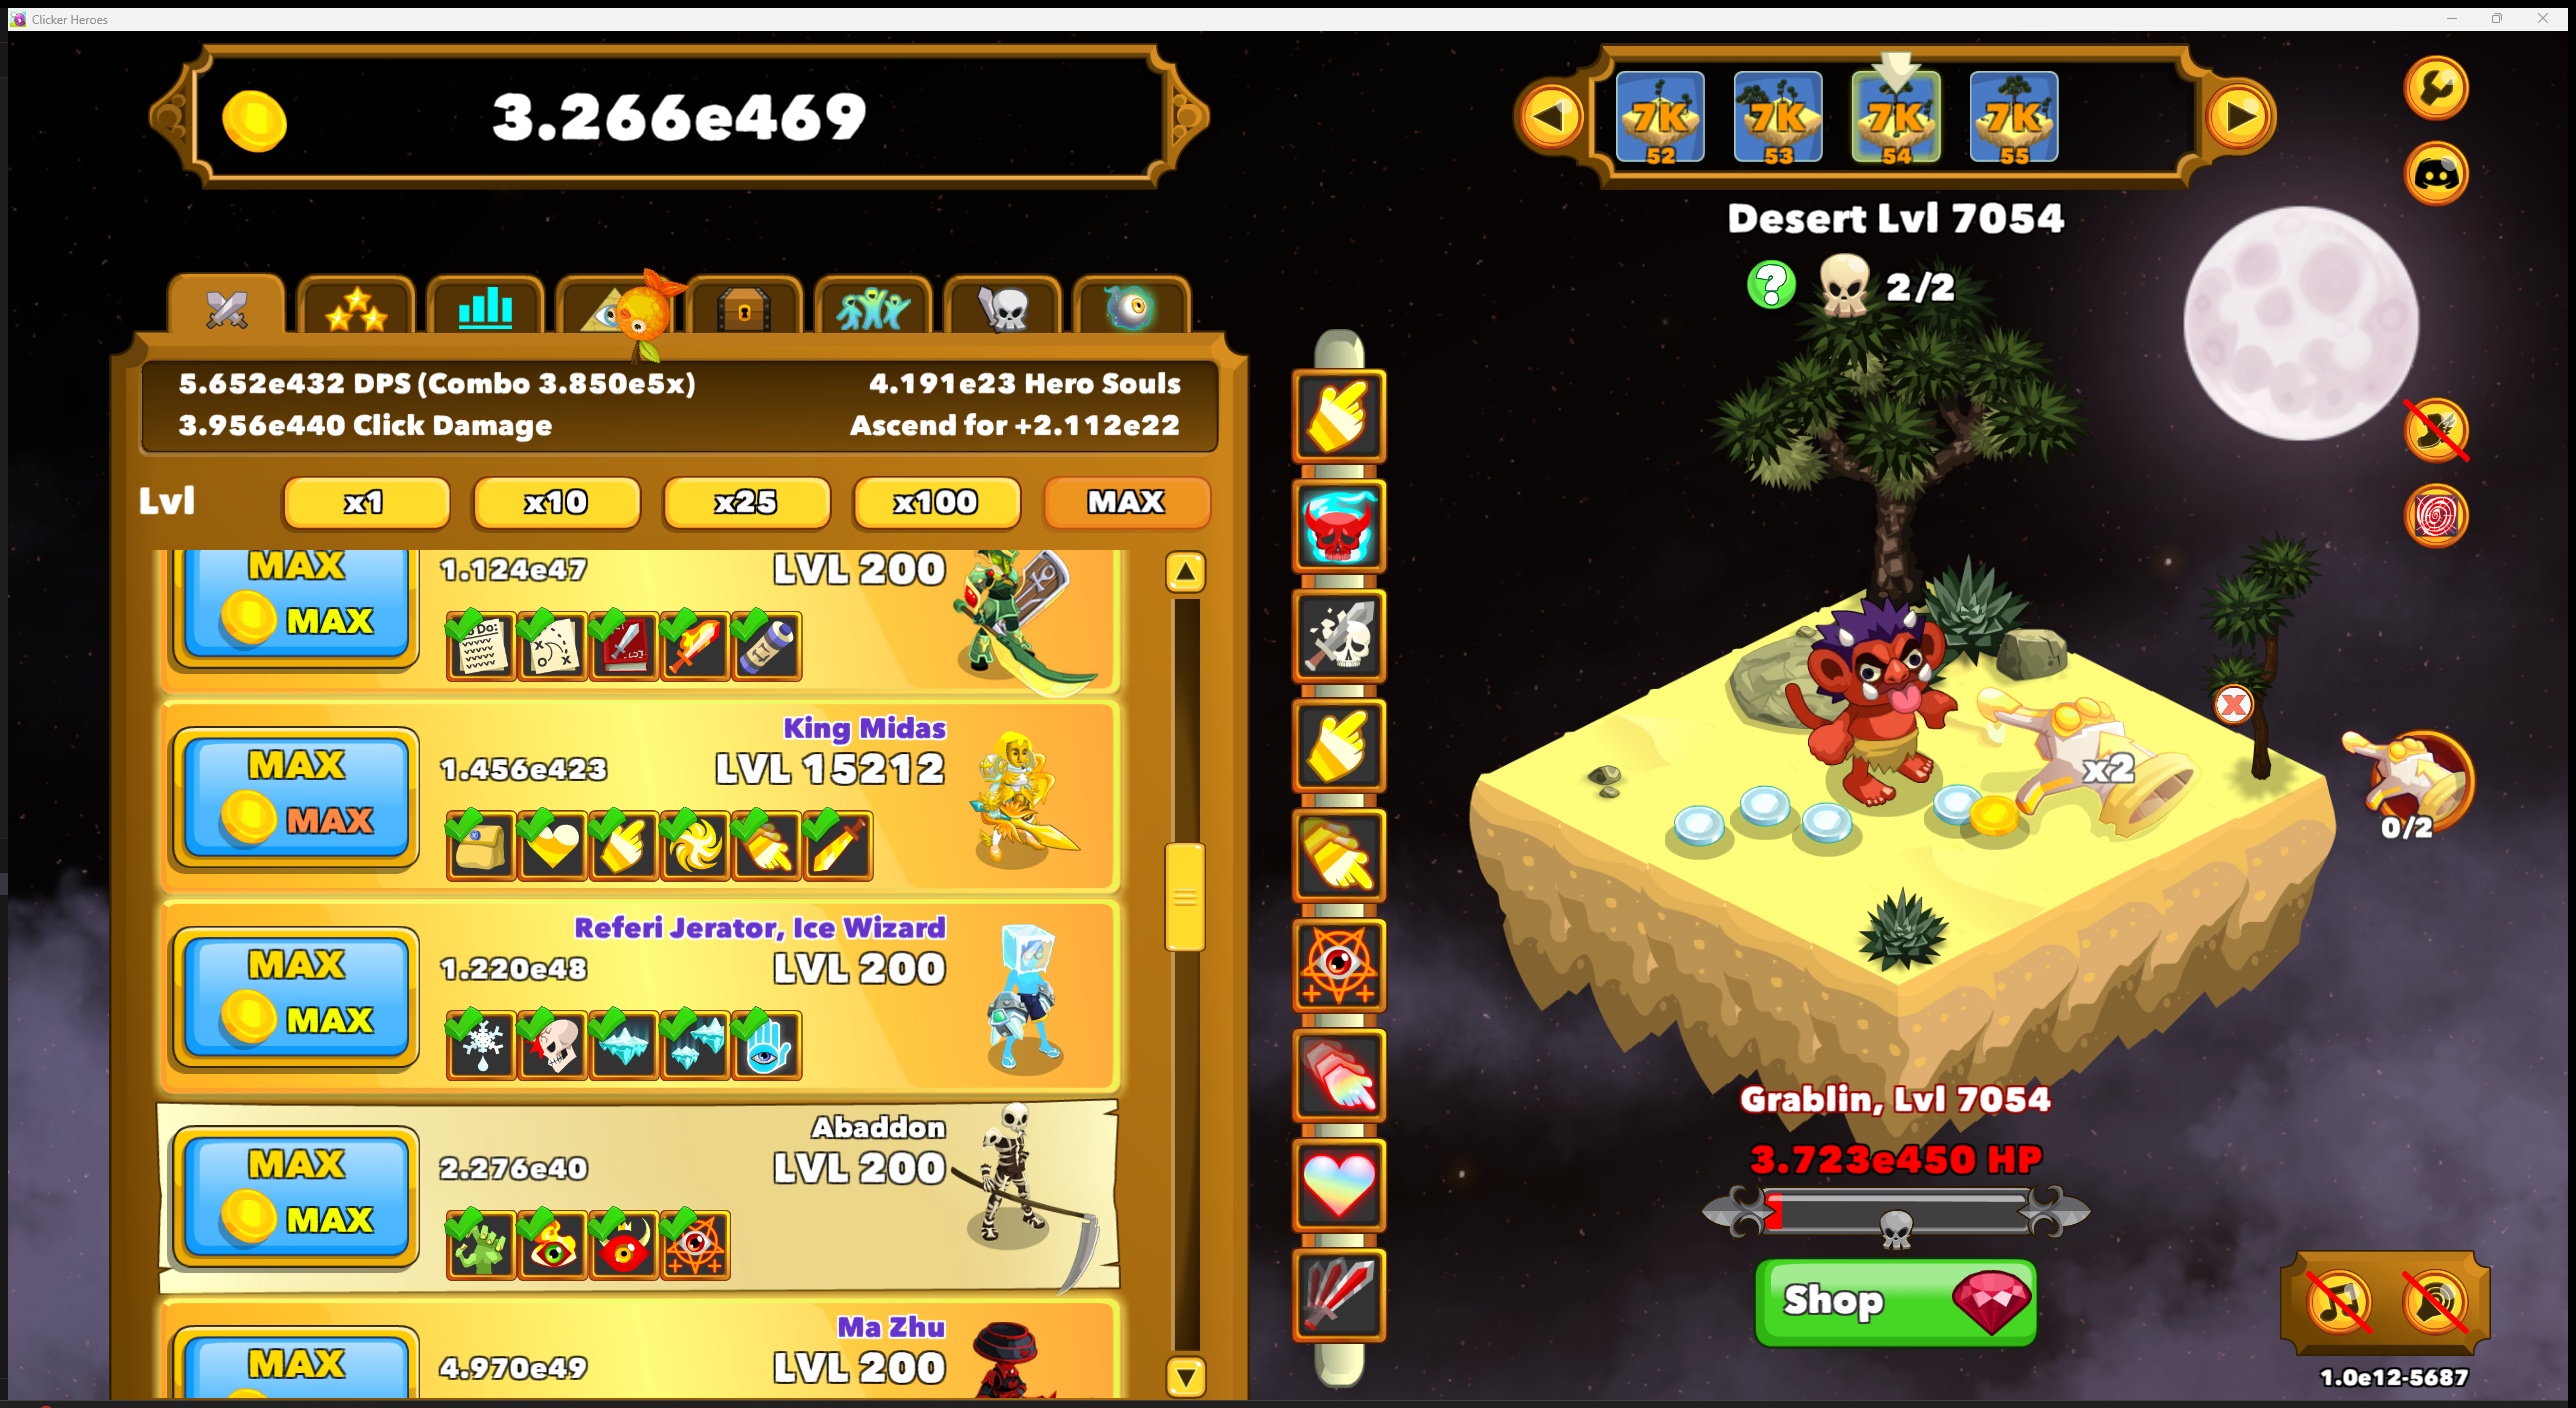 Clicker Heroes
3.266e469
7K
52
7K
53
7K
54
7K
55
Desert Lvl 7054
2/2
5.652e432 DPS (Combo 3.850e5x)
4.191e23 Hero Souls
3.956e440 Click Damage
Ascend for +2.112e22
Lvl
x1
x10
x25
x100
MAX
MAX
MAX
1.124e47
LVL 200
Do:
King Midas
MAX
MAX
1.456e423
LVL 15212
Referi Jerator, Ice Wizard
MAX
MAX
1.220e48
LVL 200
Abaddon
MAX
MAX
2.276e40
LVL 200
Ma Zhu
MAX
4.970e49
LVL 200
x2
0/2
Grablin, Lvl 7054
3.723e450 HP
Shop
1.0e12-5687